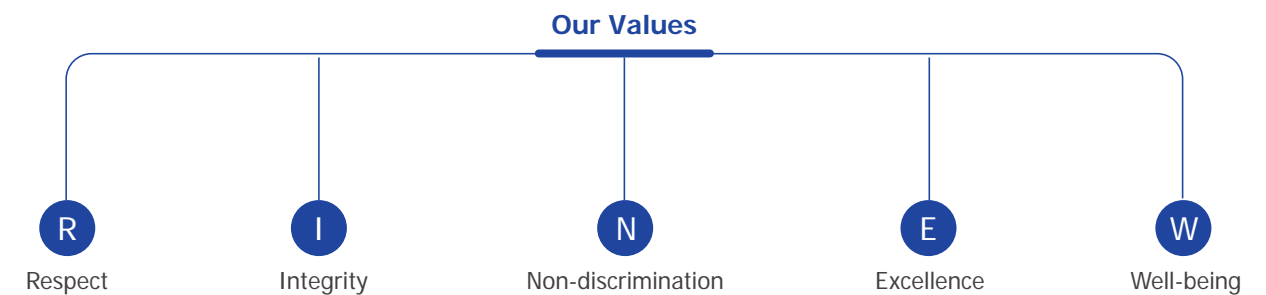 Our Values
R I N E W
Respect Integrity Non-discrimination Excellence Well-being